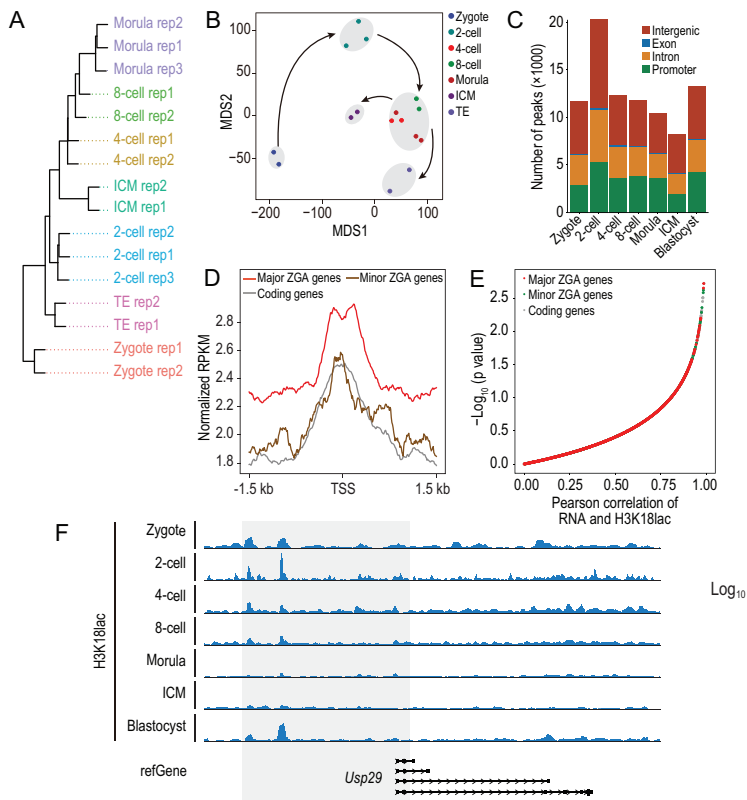 A
Morula rep2
Morula rep1
Morula rep3
8-cell rep1
8-cell rep2
4-cell rep1
4-cell rep2
ICM rep2
ICM rep1
2-cell rep2
2-cell rep1
2-cell rep3
TE rep2
TE rep1
Zygote rep1
Zygote rep2
B
MDS2
100
50
0
−50
−200
−100
0
100
MDS1
Zygote
2-cell
4-cell
8-cell
Morula
ICM
TE
C
Number of peaks (×1000)
20
15
10
5
0
Intergenic
Exon
Intron
Promoter
Zygote
2-cell
4-cell
8-cell
Morula
ICM
Blastocyst
D
Major ZGA genes
Minor ZGA genes
Coding genes
Normalized RPKM
2.8
2.6
2.4
2.2
2.0
1.8
-1.5 kb
TSS
1.5 kb
E
Major ZGA genes
Minor ZGA genes
Coding genes
−Log10 (p value)
2.5
2.0
1.5
1.0
0.5
0
0.00
0.25
0.50
0.75
1.00
Pearson correlation of
RNA and H3K18lac
F
H3K18lac
Zygote
2-cell
4-cell
8-cell
Morula
ICM
Blastocyst
refGene
Usp29
Log10